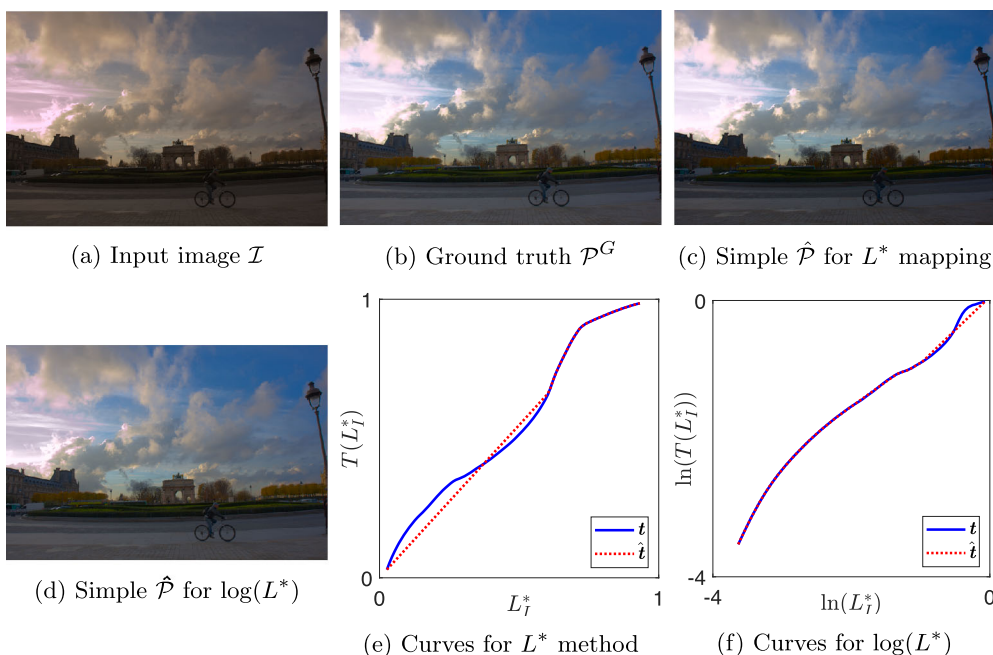 (a) Input image 𝓘
(b) Ground truth 𝓟ᴳ
(c) Simple 𝓟̂ for L* mapping
(d) Simple 𝓟̂ for log(L*)
1
T(L*_I)
0
0
L*_I
1
t
t̂
(e) Curves for L* method
0
ln(T(L*_I))
-4
-4
ln(L*_I)
0
t
t̂
(f) Curves for log(L*)